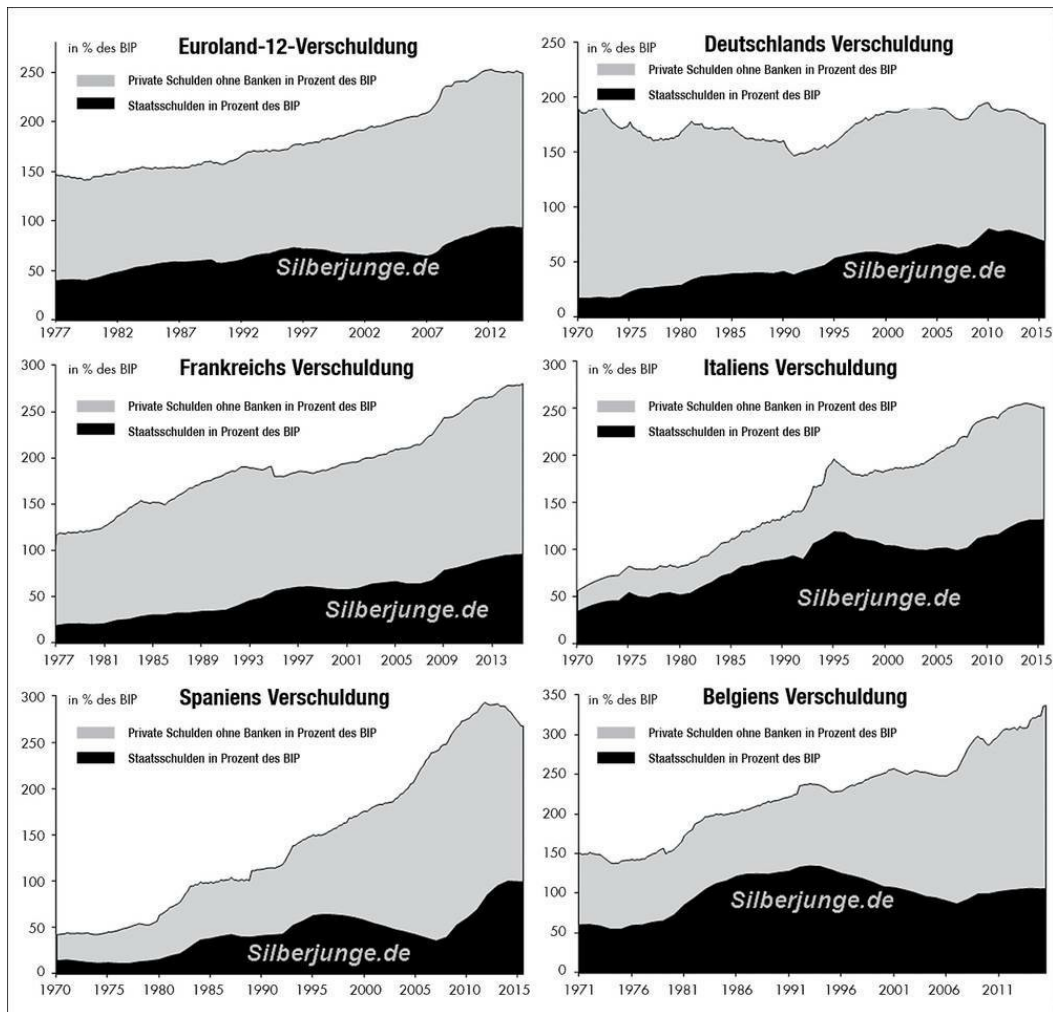 in % des BIP
Euroland-12-Verschuldung
Private Schulden ohne Banken in Prozent des BIP
Staatsschulden in Prozent des BIP
250
200
150
100
50
0
Silberjunge.de
1977 1982 1987 1992 1997 2002 2007 2012
in % des BIP
Deutschlands Verschuldung
250
Private Schulden ohne Banken in Prozent des BIP
Staatsschulden in Prozent des BIP
200
150
100
50
0
Silberjunge.de
1970 1975 1980 1985 1990 1995 2000 2005 2010 2015
300
in % des BIP
Frankreichs Verschuldung
Private Schulden ohne Banken in Prozent des BIP
Staatsschulden in Prozent des BIP
250
200
150
100
50
0
Silberjunge.de
1977 1981 1985 1989 1993 1997 2001 2005 2009 2013
300
in % des BIP
Italiens Verschuldung
Private Schulden ohne Banken in Prozent des BIP
Staatsschulden in Prozent des BIP
250
200
150
100
50
0
Silberjunge.de
1970 1975 1980 1985 1990 1995 2000 2005 2010 2015
300
in % des BIP
Spaniens Verschuldung
Private Schulden ohne Banken in Prozent des BIP
Staatsschulden in Prozent des BIP
250
200
150
100
50
0
Silberjunge.de
1970 1975 1980 1985 1990 1995 2000 2005 2010 2015
350
in % des BIP
Belgiens Verschuldung
Private Schulden ohne Banken in Prozent des BIP
Staatsschulden in Prozent des BIP
300
250
200
150
100
50
0
Silberjunge.de
1971 1976 1981 1986 1991 1996 2001 2006 2011